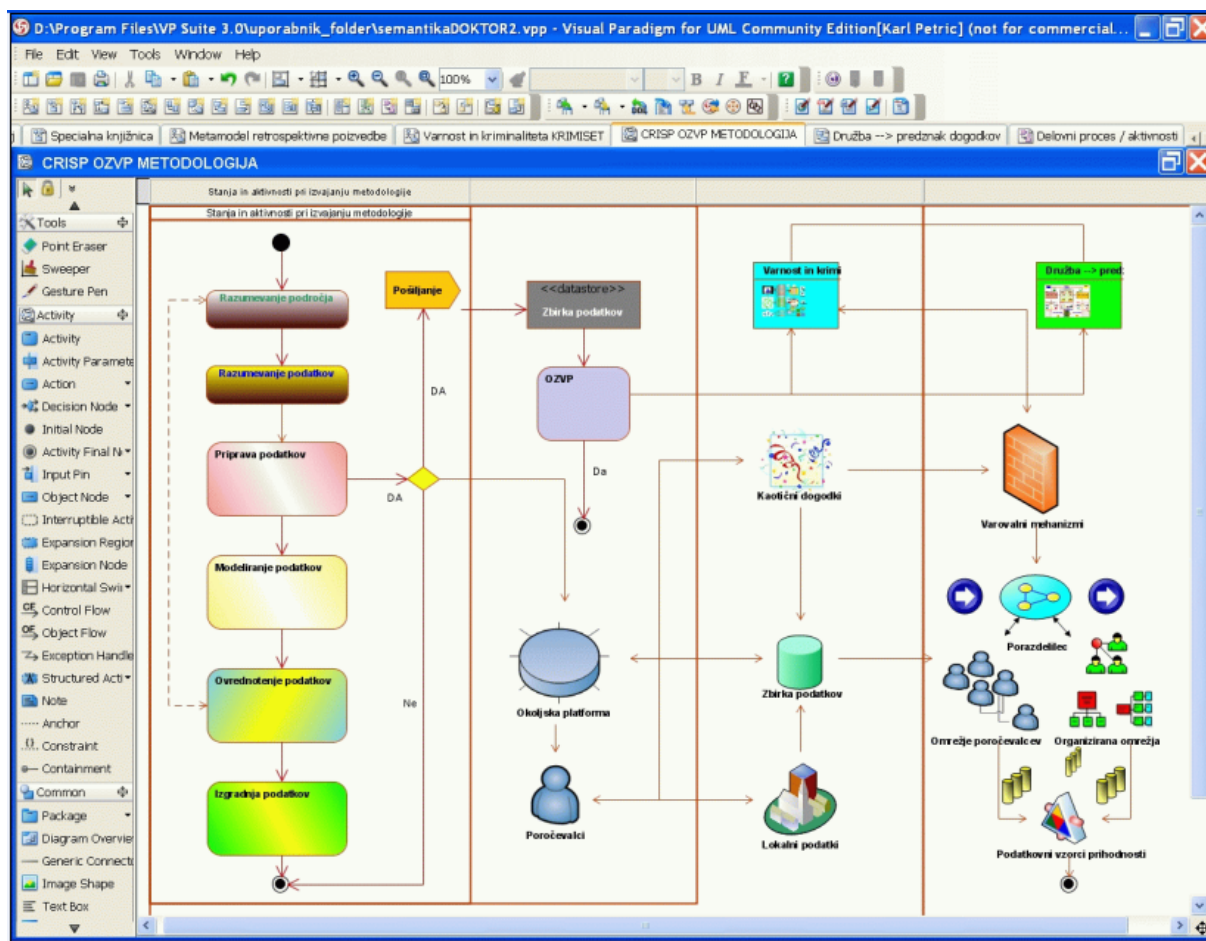 D:\Program Files\VP Suite 3.0\uporabnik_folder\semantikaDOKTOR2.vpp - Visual Paradigm for UML Community Edition[Karl Petric] (not for commercial...
File Edit View Tools Window Help
100%
B I F
Specialna knjižnica
Metamodel retrospektivne poizvedbe
Varnost in kriminaliteta KRIMISET
CRISP OZVP METODOLOGIJA
Družba --> predznak dogodkov
Delovni proces / aktivnosti
CRISP OZVP METODOLOGIJA
Tools
Point Eraser
Sweeper
Gesture Pen
Activity
Activity
Activity Paramete
Action
Decision Node
Initial Node
Activity Final N
Input Pin
Object Node
Interruptible Acti
Expansion Region
Expansion Node
Horizontal Swi
Control Flow
Object Flow
Exception Handle
Structured Acti
Note
Anchor
Constraint
Containment
Common
Package
Diagram Overvie
Generic Connect
Image Shape
Text Box
Stanja in aktivnosti pri izvajanju metodologije
Stanja in aktivnosti pri izvajanju metodologije
Razumevanje področja
Razumevanje podatkov
Priprava podatkov
Modeliranje podatkov
Ovrednotenje podatkov
Izgradnja podatkov
Pošiljanje
DA
DA
Ne
<<datastore>>
Zbirka podatkov
OZVP
Da
Okoljska platforma
Poročevalci
Varnost in krimi
Kaotični dogodki
Zbirka podatkov
Lokalni podatki
Družba --> pred:
Varovalni mehanizmi
Porazdelilec
Omrežje poročevalcev
Organizirana omrežja
Podatkovni vzorci prihodnosti